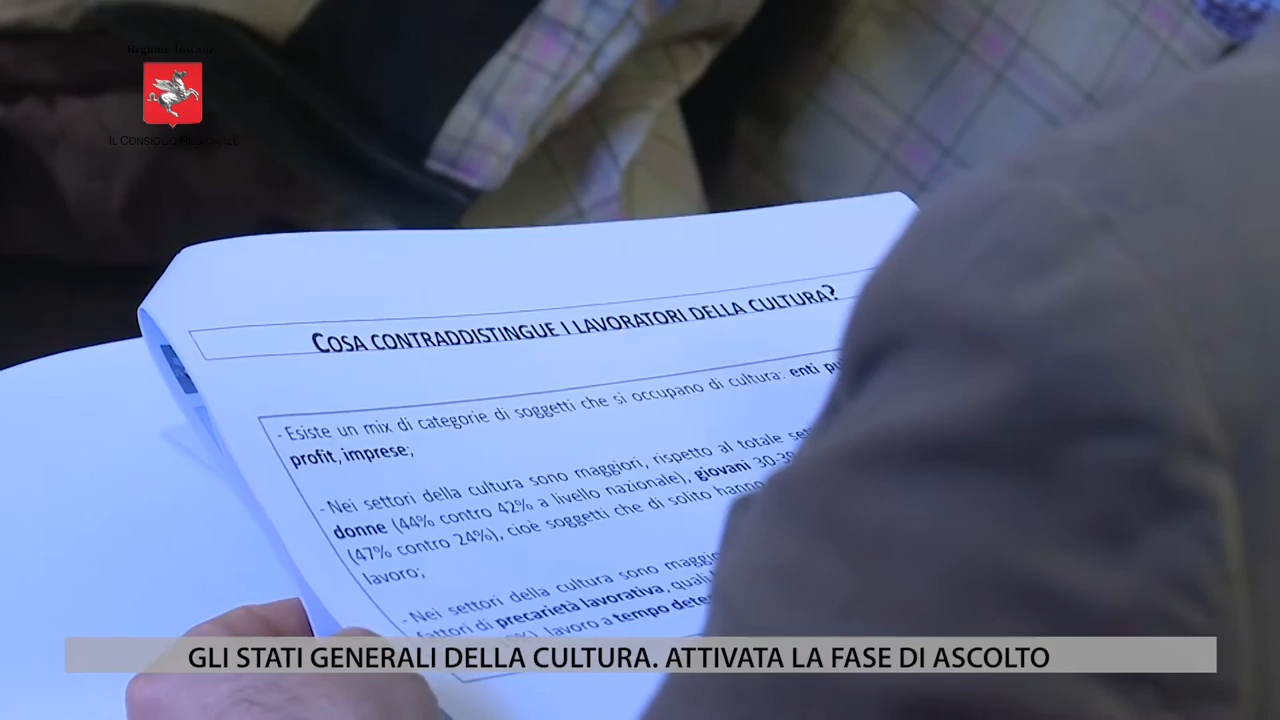 Regione Toscana
IL CONSIGLIO REGIONALE
COSA CONTRADDISTINGUE I LAVORATORI DELLA CULTURA?
- Esiste un mix di categorie di soggetti che si occupano di cultura: enti
profit, imprese;
- Nei settori della cultura sono maggiori, rispetto al totale
donne (44% contro 42% a livello nazionale), giovani
(47% contro 24%), cioè soggetti che di solito hanno
lavoro;
- Nei settori della cultura sono
fattori di precarietà lavorativa, quali
lavoro a tempo
GLI STATI GENERALI DELLA CULTURA. ATTIVATA LA FASE DI ASCOLTO